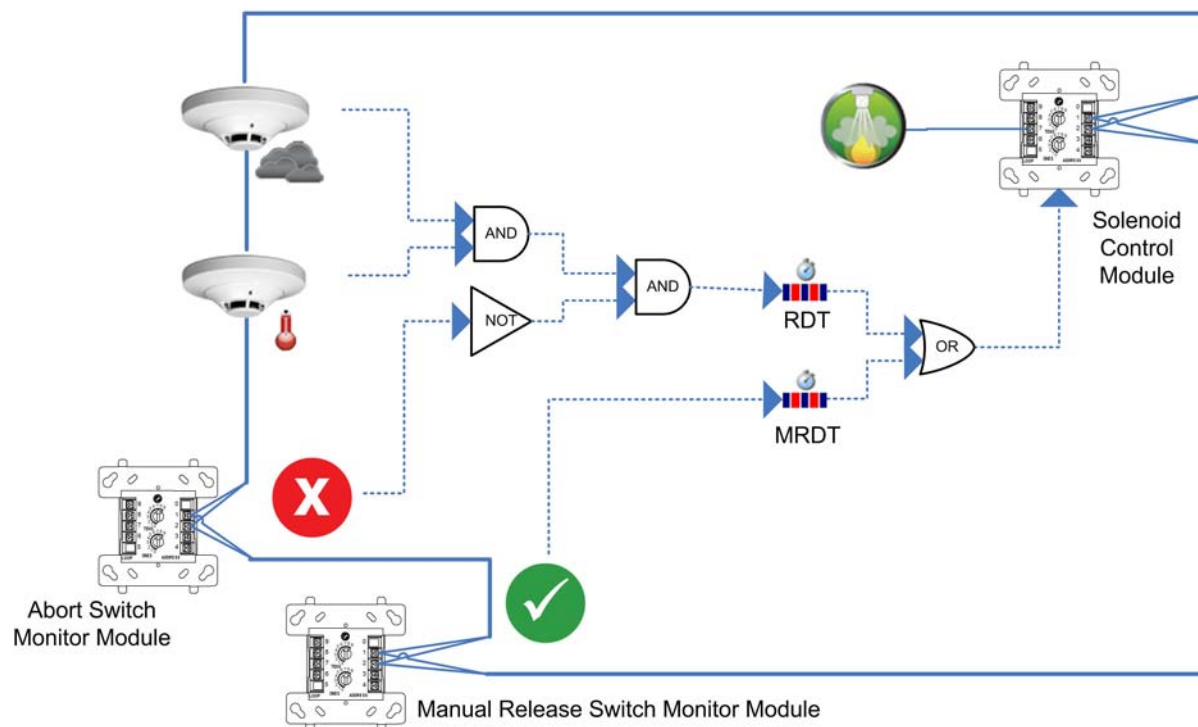 AND
AND
NOT
RDT
OR
MRDT
X
Solenoid
Control
Module
Abort Switch
Monitor Module
Manual Release Switch Monitor Module